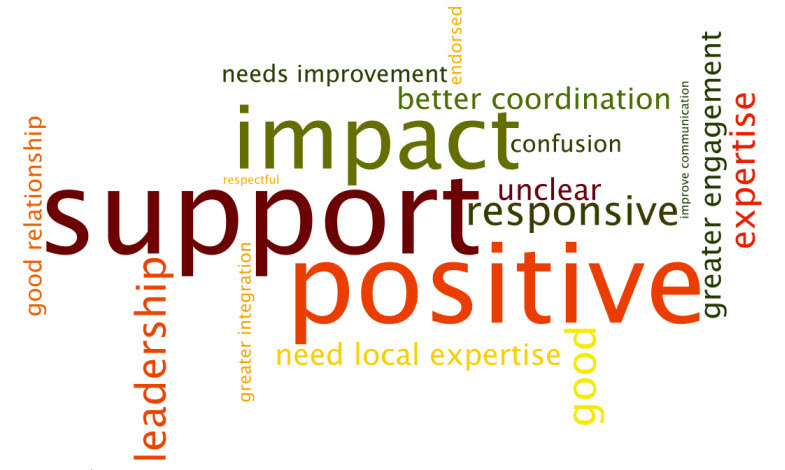 endorsed
needs improvement
better coordination
impact
confusion
improve communication
greater engagement
expertise
good relationship
respectful
support
unclear
responsive
positive
leadership
greater integration
need local expertise
good